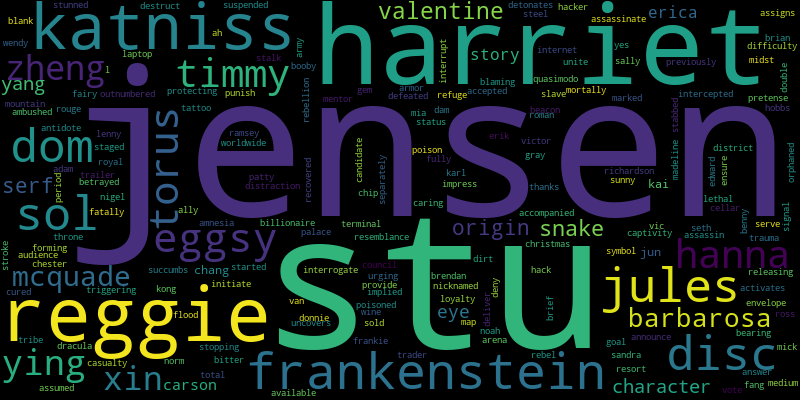 blank
stunned
destruct
suspended
valentine
detonates
hacker
assassinate
erica
assigns
wendy
katniss
ah
army
harriet
steel
internet
yes
brian
difficulty
laptop
stalk
booby
interrupt
story
unite
sally
previously
midst
zheng
l
timmy
blaming
quasimodo
double
yang
fairy
outnumbered
protecting
punish
gem
armor
accepted
slave
mortally
intercepted
pretense
mountain
rouge
tattoo
rebellion
mentor
defeated
refuge
dam
roman
marked
beacon
stabbed
hobbs
ambushed
antidote
lenny
torus
jensen
mia
status
erik
victor
district
dom
staged
ramsey
worldwide
candidate
poison
fully
gray
richardson
madeline
edward
ensure
orphaned
royal
adam
trailer
patty
distraction
recovered
separately
karl
impress
thanks
sunny
serf
period
betrayed
nigel
chip
caring
kai
lethal
cellar
sol
fatally
ally
amnesia
billionaire
terminal
accompanied
vic
benny
serve
signal
throne
eggsy
palace
resemblance
origin
snake
captivity
seth
assassin
trauma
stroke
forming
audience
chester
succumbs
chang
started
stu
christmas
symbol
jun
hanna
mcquade
interrogate
council
urging
brendan
dirt
hack
releasing
cured
triggering
kong
initiate
van
provide
implied
nicknamed
loyalty
deny
jules
activates
envelope
reggie
flood
donnie
poisoned
wine
sold
eye
map
deliver
brief
barbarosa
ross
tribe
uncovers
frankie
noah
arena
goal
announce
bearing
dracula
casualty
norm
stopping
bitter
trader
rebel
sandra
disc
mick
ying
xin
carson
total
frankenstein
resort
answer
assumed
available
character
vote
fang
medium